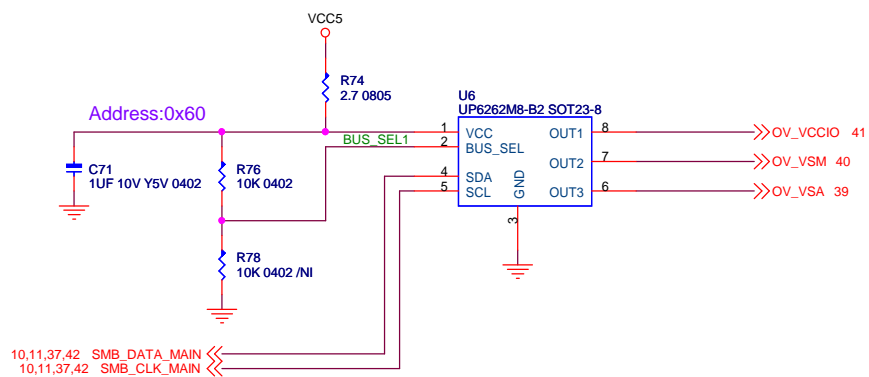 VCC5
R74
2.7 0805
U6
UP6262M8-B2 SOT23-8
Address:0x60
1
VCC
OUT1
8
OV_VCCIO 41
BUS_SEL1
2
BUS_SEL
OUT2
7
OV_VSM 40
C71
1UF 10V Y5V 0402
R76
10K 0402
4
SDA
5
SCL
GND
3
OUT3
6
OV_VSA 39
R78
10K 0402 /NI
10,11,37,42 SMB_DATA_MAIN
10,11,37,42 SMB_CLK_MAIN